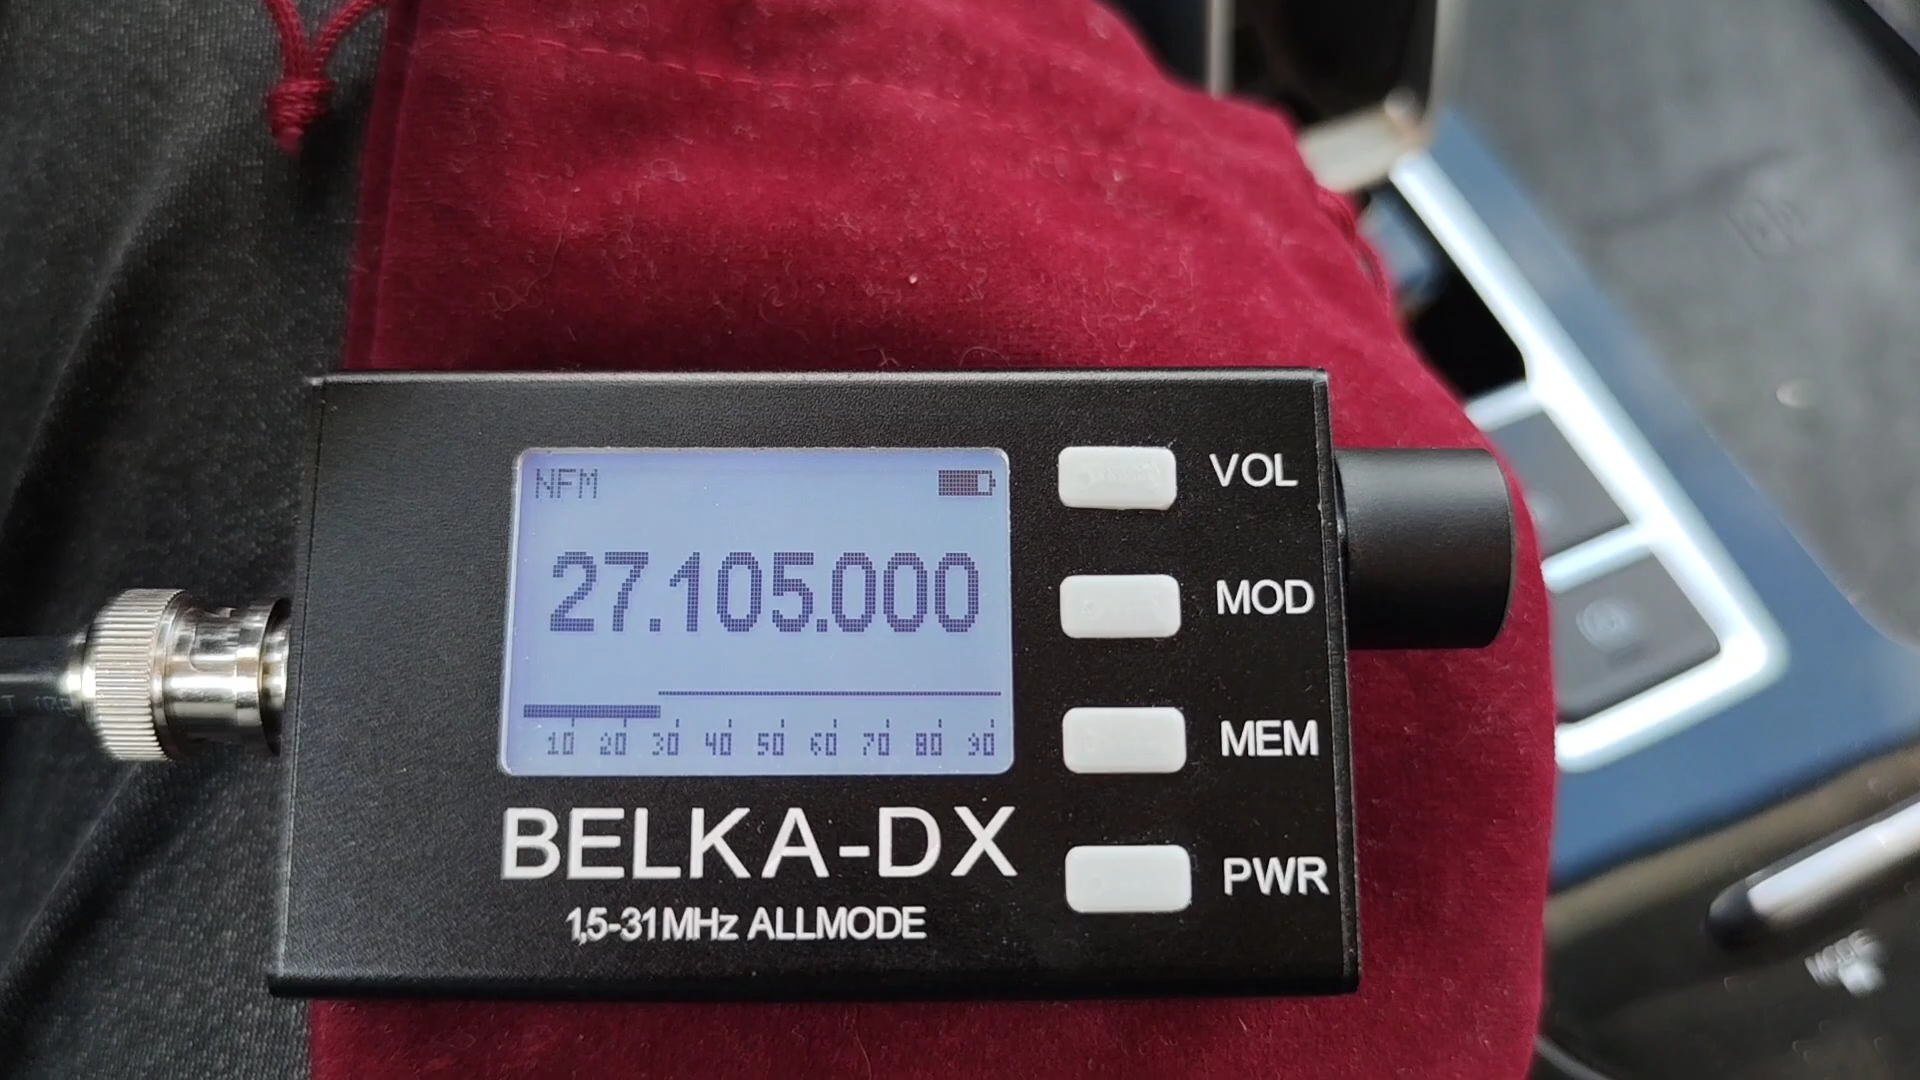 NFM
27.105.000
10 20 30 40 50 60 70 80 90
VOL
MOD
MEM
PWR
BELKA-DX
1,5-31MHz ALLMODE
MODE